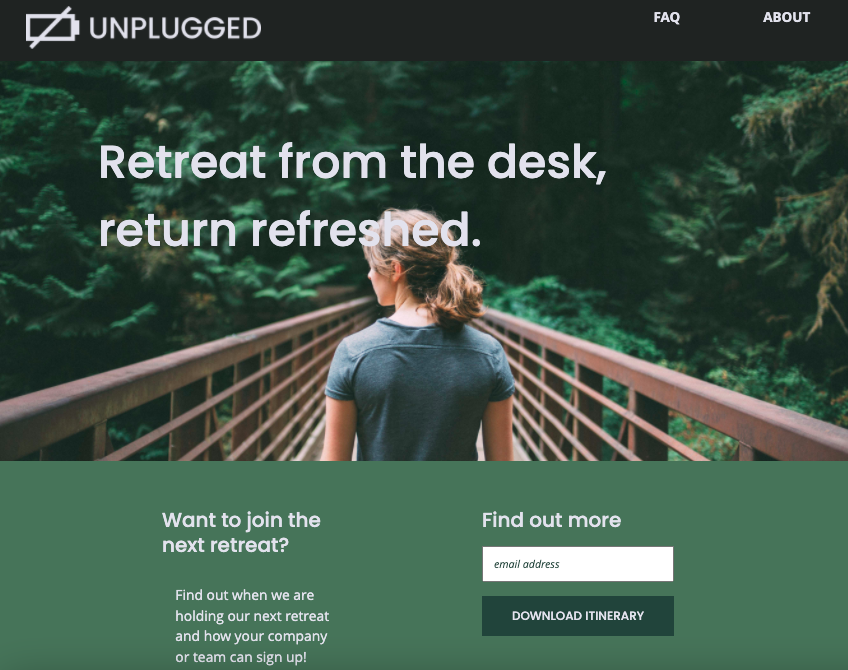 UNPLUGGED
FAQ
ABOUT
Retreat from the desk,
return refreshed.
Want to join the
next retreat?
Find out when we are
holding our next retreat
and how your company
or team can sign up!
Find out more
email address
DOWNLOAD ITINERARY